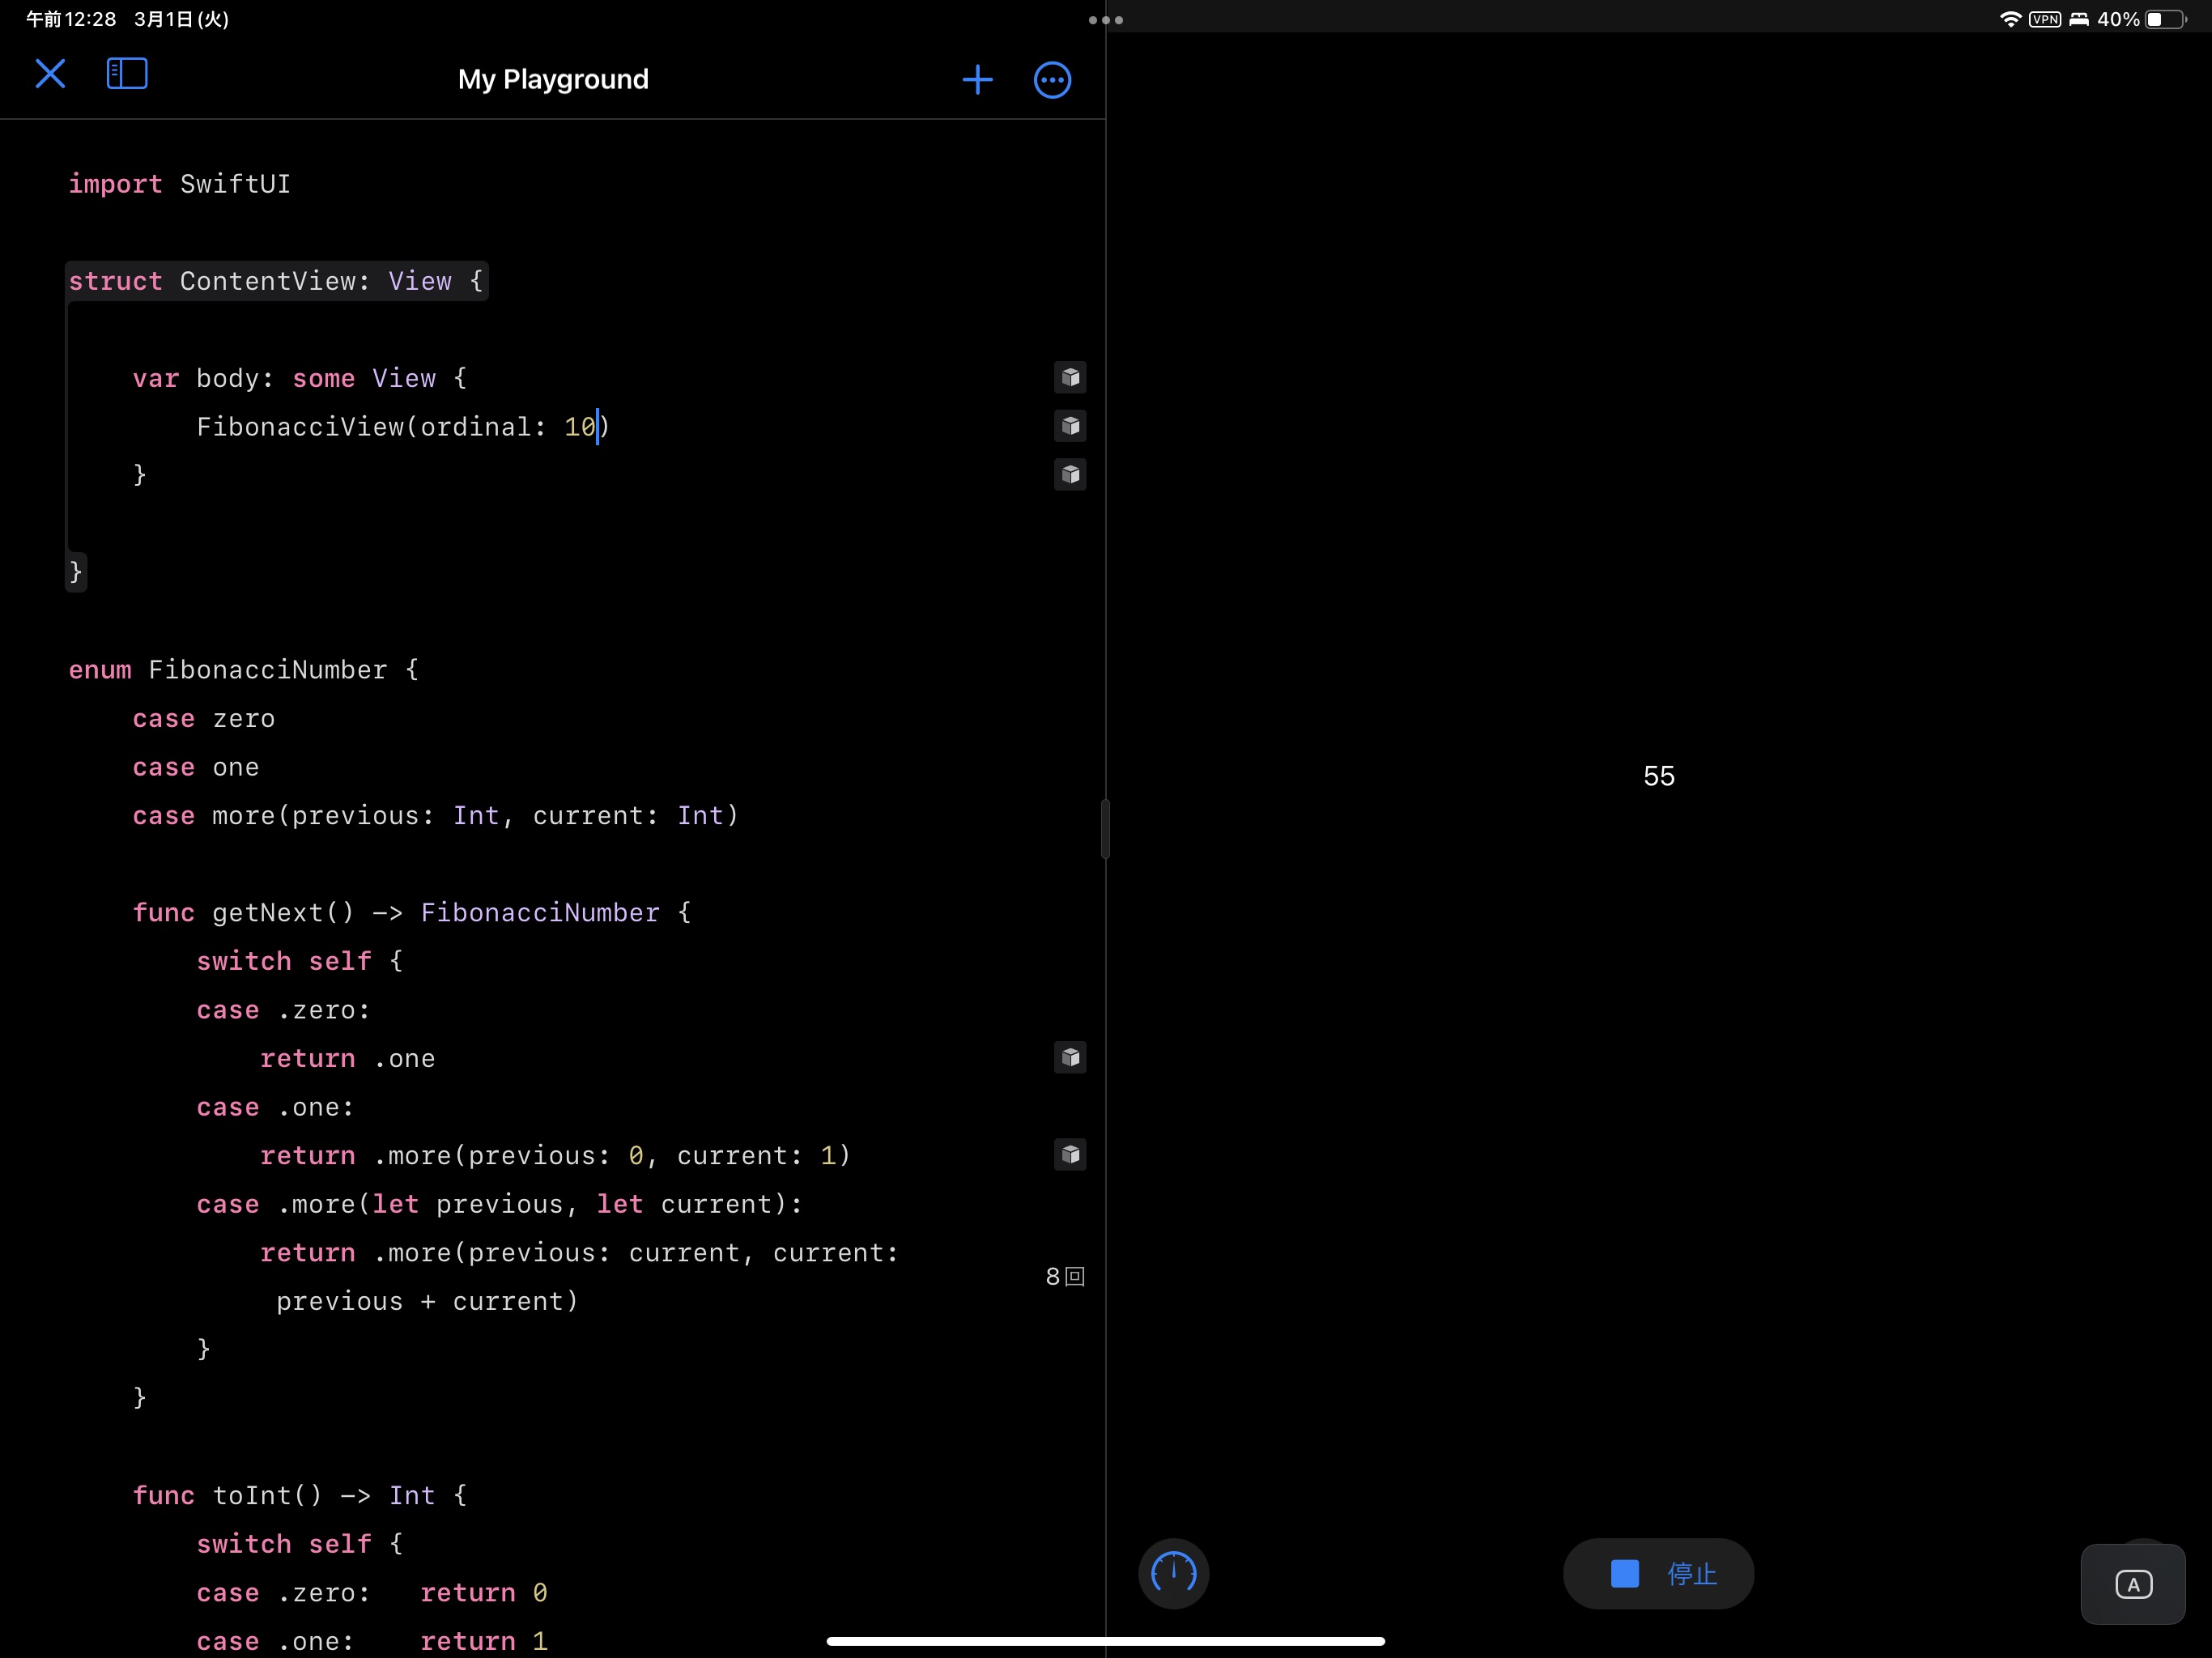 午前12:28 3月1日(火)
VPN 40%
My Playground
import SwiftUI
struct ContentView: View {
var body: some View {
FibonacciView(ordinal: 10)
}
}
enum FibonacciNumber {
case zero
case one
case more(previous: Int, current: Int)
func getNext() -> FibonacciNumber {
switch self {
case .zero:
return .one
case .one:
return .more(previous: 0, current: 1)
case .more(let previous, let current):
return .more(previous: current, current:
previous + current)
8回
}
}
func toInt() -> Int {
switch self {
case .zero: return 0
case .one: return 1
55
停止
A